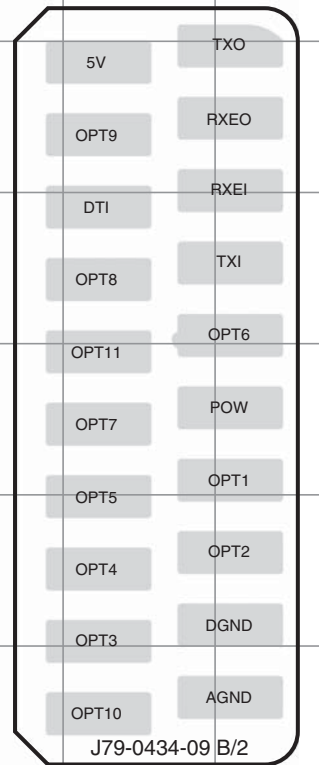 TXO
5V
RXEO
OPT9
RXEI
DTI
TXI
OPT8
OPT6
OPT11
POW
OPT7
OPT1
OPT5
OPT2
OPT4
DGND
OPT3
AGND
OPT10
J79-0434-09 B/2